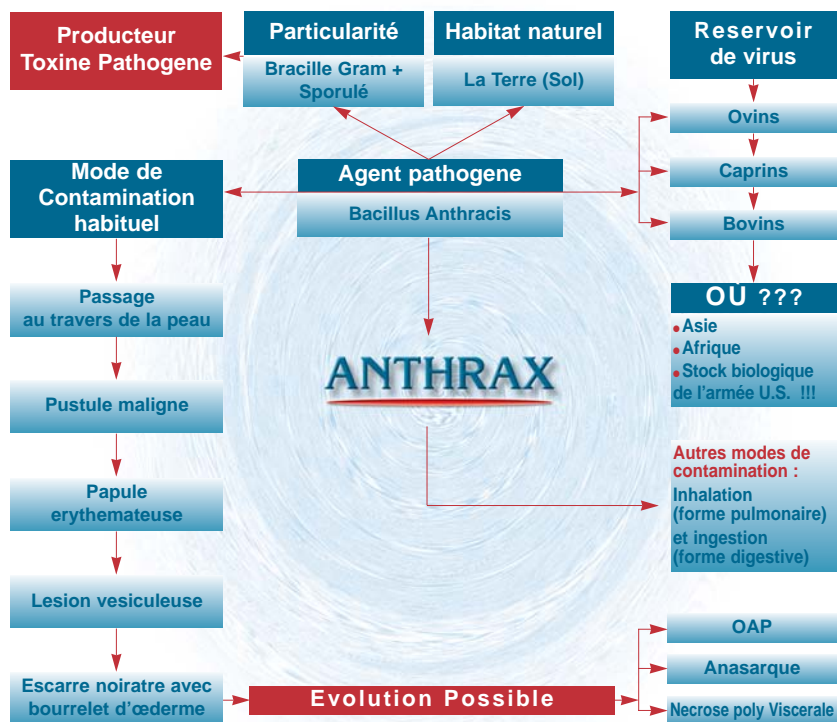 Producteur
Toxine Pathogene
Particularité
Bracille Gram +
Sporulé
Habitat naturel
La Terre (Sol)
Reservoir
de virus
Ovins
Caprins
Bovins
Mode de
Contamination
habituel
Agent pathogene
Bacillus Anthracis
Passage
au travers de la peau
Pustule maligne
Papule
erythemateuse
Lesion vesiculeuse
Escarre noiratre avec
bourrelet d'œderme
ANTHRAX
OÙ ???
•Asie
•Afrique
•Stock biologique
de l'armée U.S. !!!
Autres modes de
contamination :
Inhalation
(forme pulmonaire)
et ingestion
(forme digestive)
Evolution Possible
OAP
Anasarque
Necrose poly Viscerale